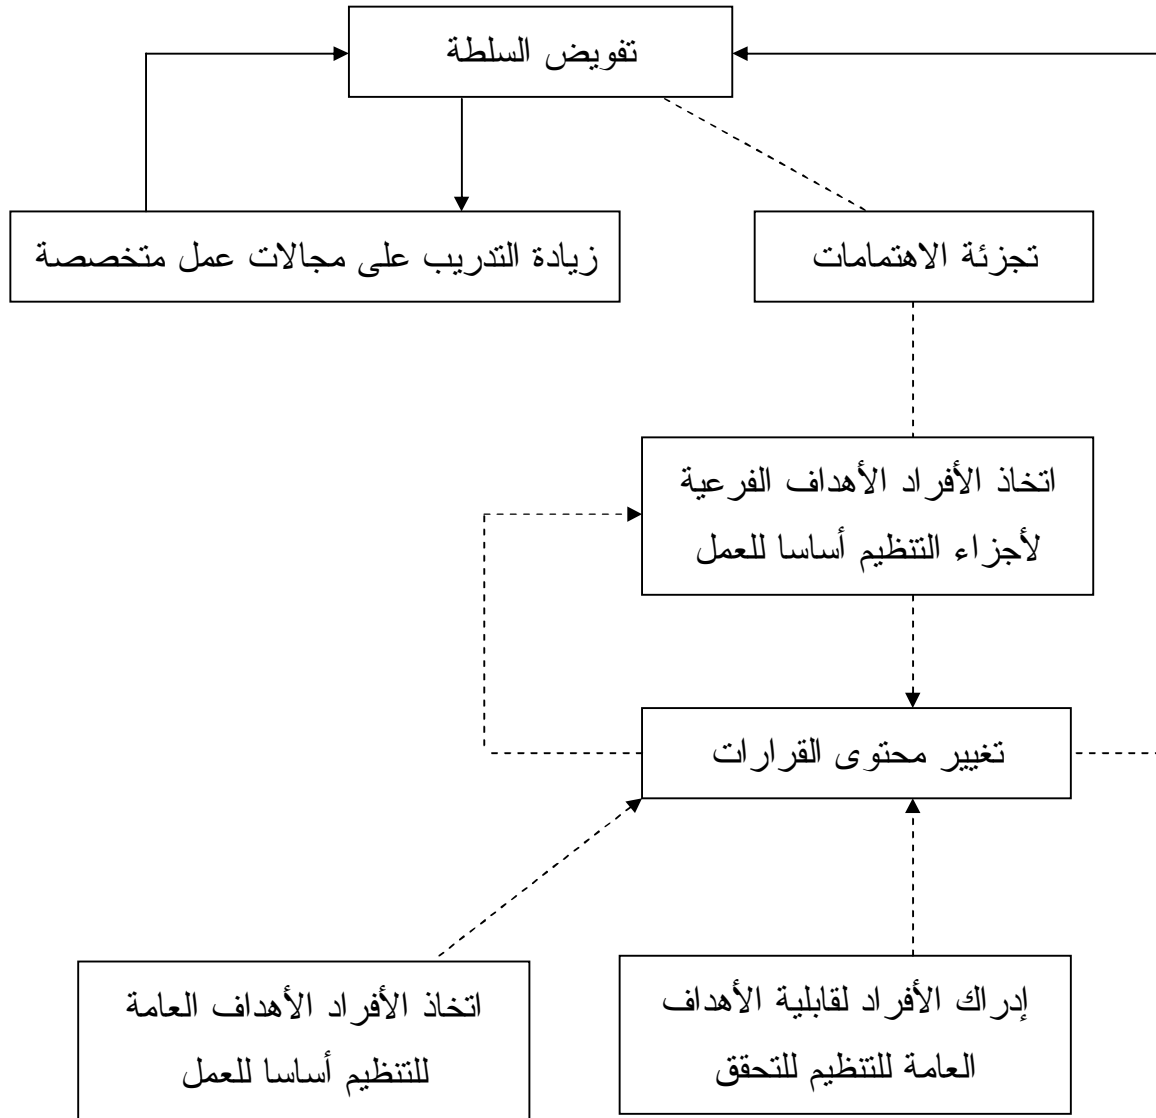 تفويض السلطة
تجزئة الاهتمامات
زيادة التدريب على مجالات عمل متخصصة
اتخاذ الأفراد الأهداف الفرعية
لأجزاء التنظيم أساسا للعمل
تغيير محتوى القرارات
إدراك الأفراد لقابلية الأهداف
العامة للتنظيم للتحقق
اتخاذ الأفراد الأهداف العامة
للتنظيم أساسا للعمل